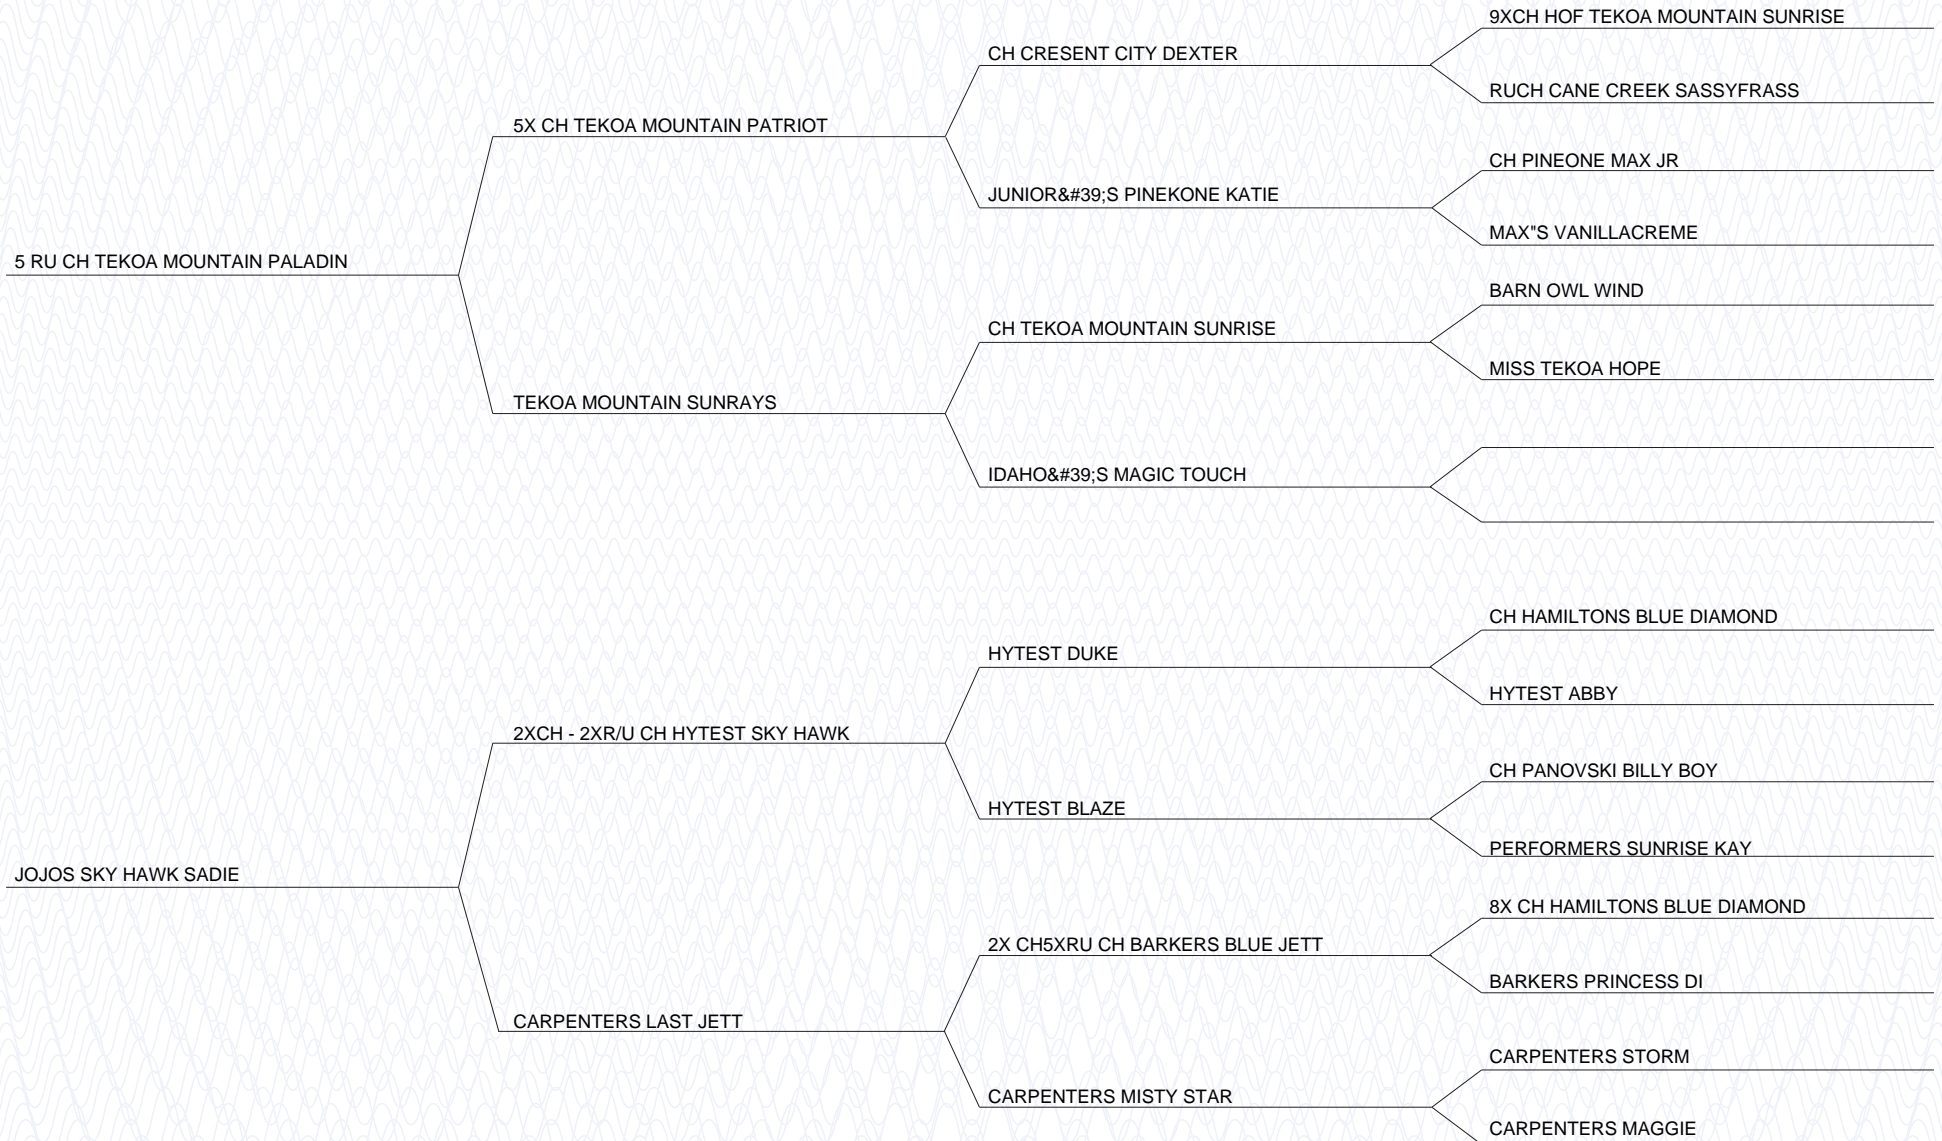 9XCH HOF TEKOA MOUNTAIN SUNRISE
CH CRESENT CITY DEXTER
RUCH CANE CREEK SASSYFRASS
5X CH TEKOA MOUNTAIN PATRIOT
CH PINEONE MAX JR
JUNIOR&#39;S PINEKONE KATIE
MAX"S VANILLACREME
5 RU CH TEKOA MOUNTAIN PALADIN
BARN OWL WIND
CH TEKOA MOUNTAIN SUNRISE
MISS TEKOA HOPE
TEKOA MOUNTAIN SUNRAYS
IDAHO&#39;S MAGIC TOUCH
CH HAMILTONS BLUE DIAMOND
HYTEST DUKE
HYTEST ABBY
2XCH - 2XR/U CH HYTEST SKY HAWK
CH PANOVSKI BILLY BOY
HYTEST BLAZE
PERFORMERS SUNRISE KAY
JOJOS SKY HAWK SADIE
8X CH HAMILTONS BLUE DIAMOND
2X CH5XRU CH BARKERS BLUE JETT
BARKERS PRINCESS DI
CARPENTERS LAST JETT
CARPENTERS STORM
CARPENTERS MISTY STAR
CARPENTERS MAGGIE